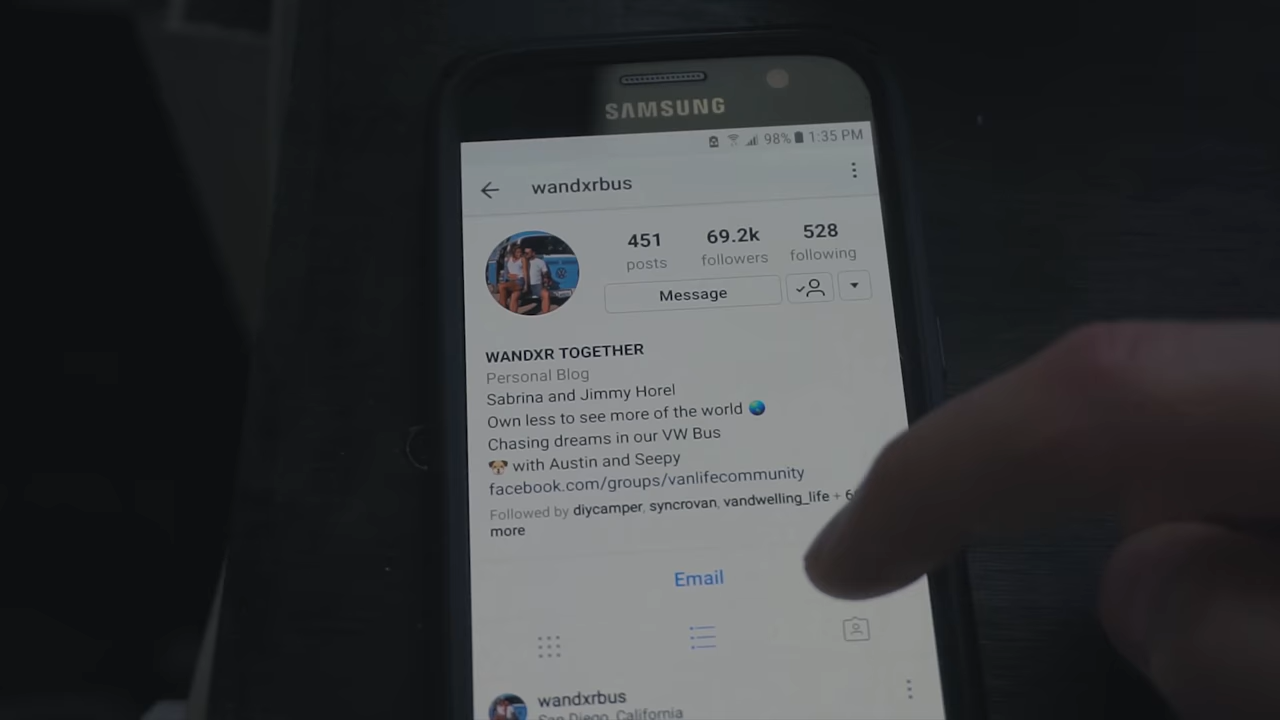 SAMSUNG
98% 1:35 PM
wandxrbus
451 69.2k 528
posts followers following
Message
WANDXR TOGETHER
Personal Blog
Sabrina and Jimmy Horel
Own less to see more of the world 🌏
Chasing dreams in our VW Bus
🐶 with Austin and Seepy
facebook.com/groups/vanlifecommunity
Followed by diycamper, syncrovan, vandwelling_life +
more
Email
wandxrbus
San Diego, California